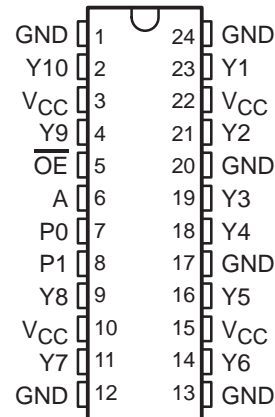 GND 1 24 GND
Y10 2 23 Y1
VCC 3 22 VCC
Y9 4 21 Y2
OE 5 20 GND
A 6 19 Y3
P0 7 18 Y4
P1 8 17 GND
Y8 9 16 Y5
VCC 10 15 VCC
Y7 11 14 Y6
GND 12 13 GND